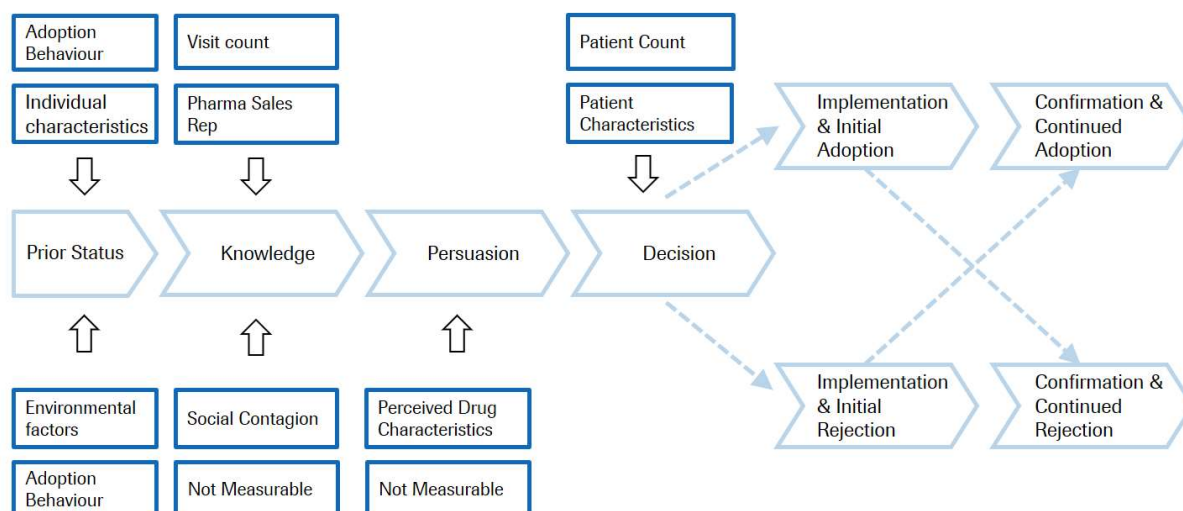 Adoption
Behaviour
Visit count
Patient Count
Individual
characteristics
Pharma Sales
Rep
Patient
Characteristics
Implementation
& Initial
Adoption
Confirmation &
Continued
Adoption
Prior Status
Knowledge
Persuasion
Decision
Environmental
factors
Social Contagion
Perceived Drug
Characteristics
Implementation
& Initial
Rejection
Confirmation &
Continued
Rejection
Adoption
Behaviour
Not Measurable
Not Measurable